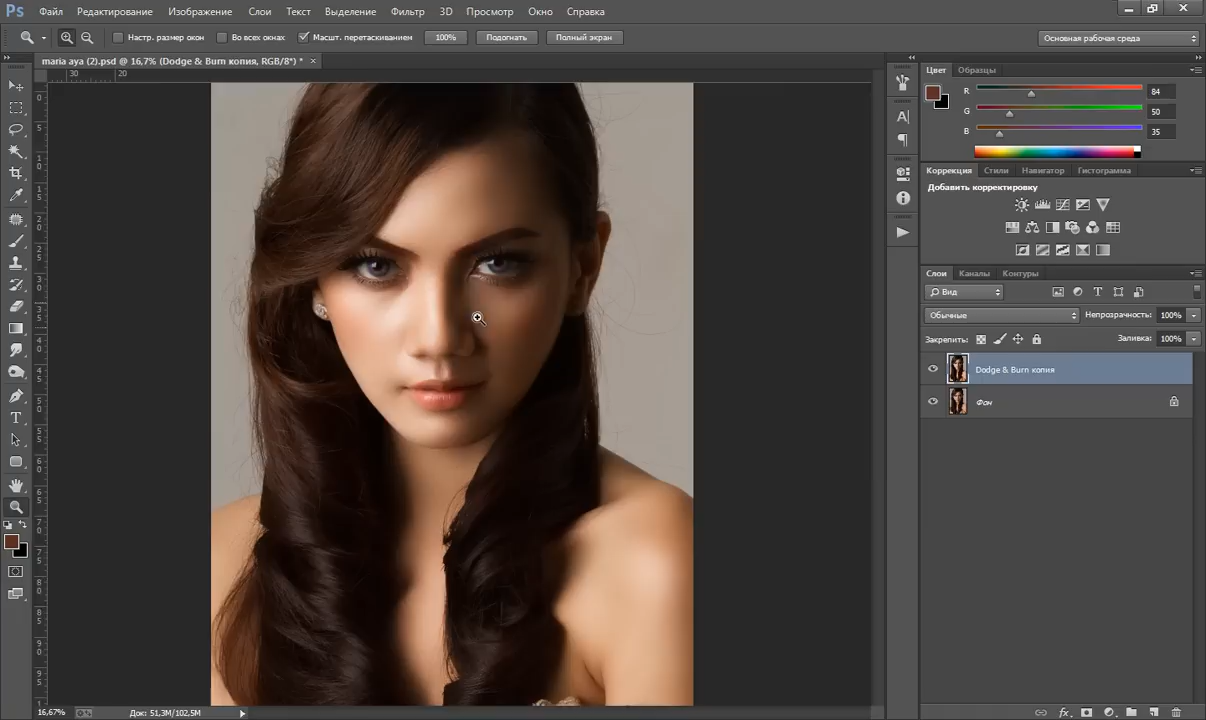 Ps Файл Редактирование Изображение Слои Текст Выделение Фильтр 3D Просмотр Окно Справка
Настр. размер окон Во всех окнах Масшт. перетаскиванием 100% Подогнать Полный экран Основная рабочая среда
maria aya (2).psd @ 16,7% (Dodge & Burn копия, RGB/8*) * ×
30 20
Цвет Образцы
R 84
G 50
B 35
Коррекция Стили Навигатор Гистограмма
Добавить корректировку
Слои Каналы Контуры
Вид
Обычные Непрозрачность: 100%
Закрепить: Заливка: 100%
Dodge & Burn копия
Фон
16,67% Док: 51,3M/102,5M